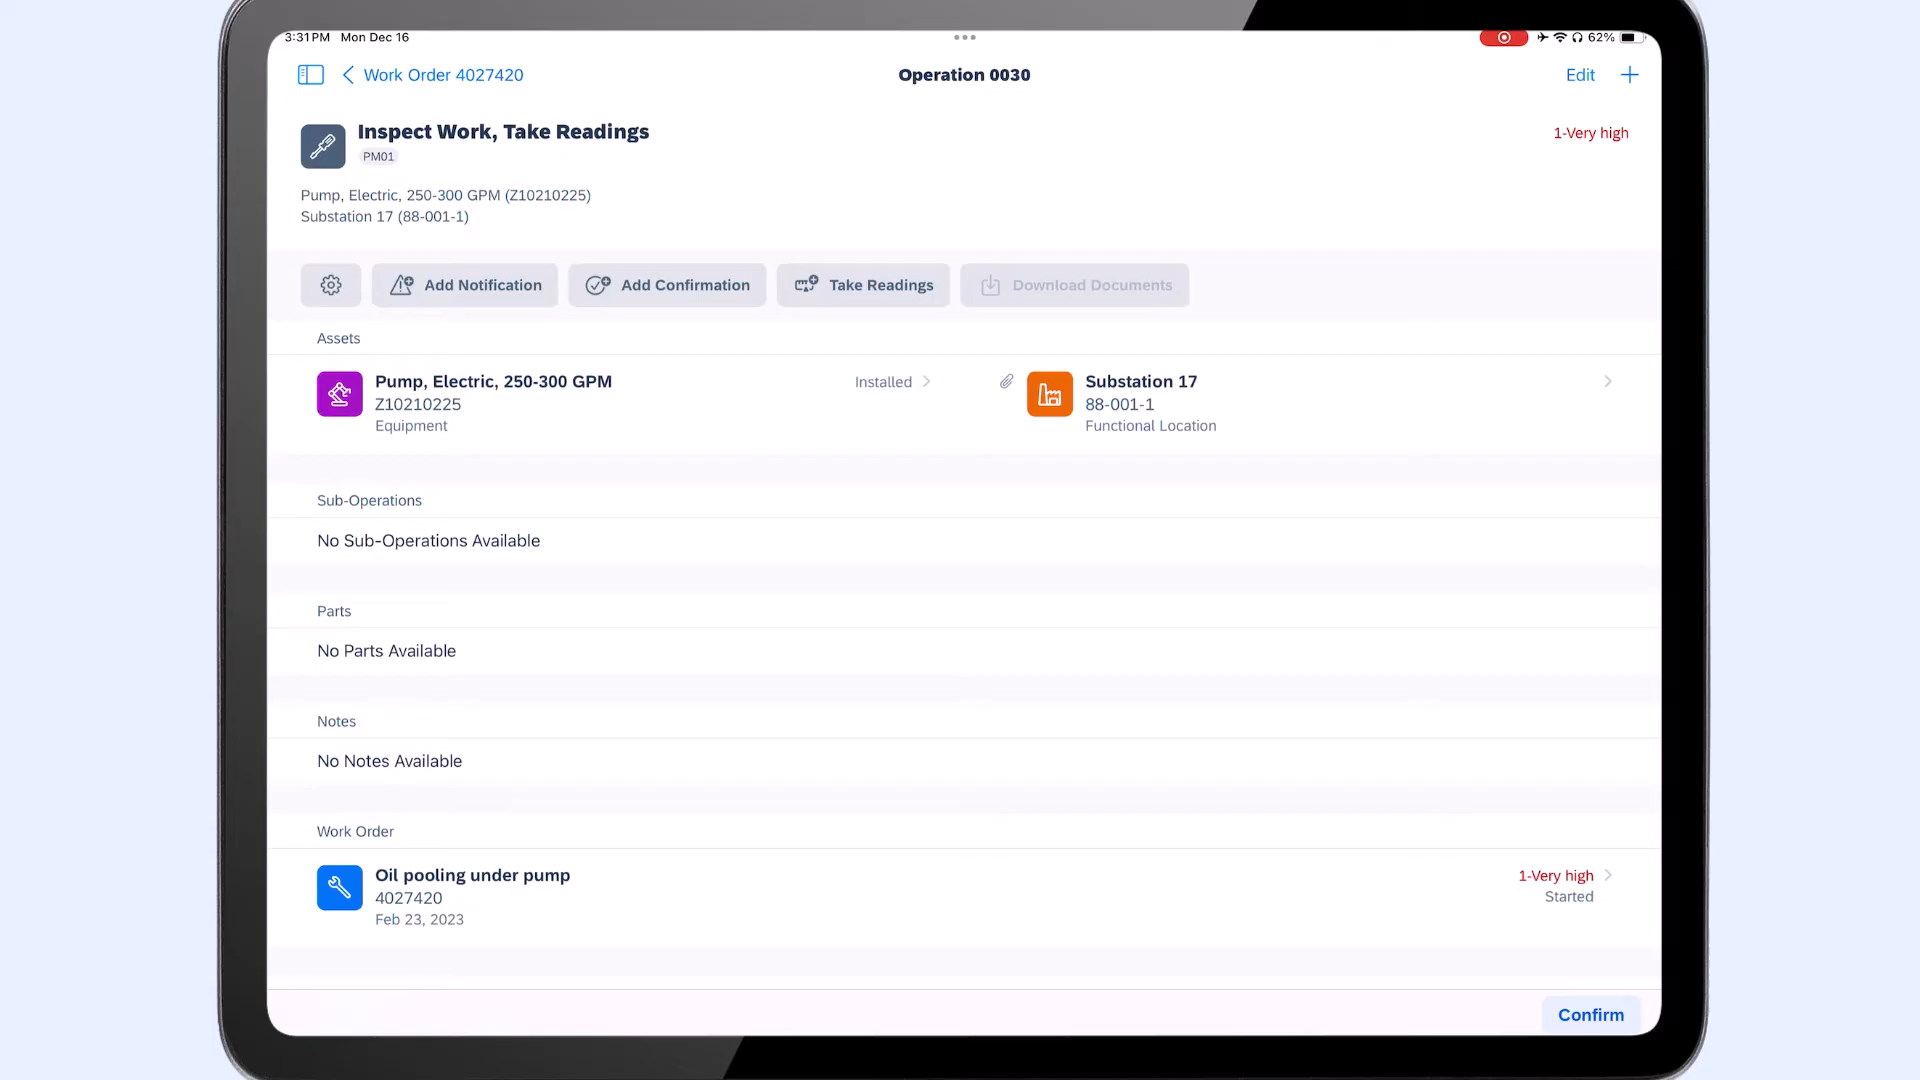 3:31 PM Mon Dec 16
62%
Work Order 4027420
Operation 0030
Edit
Inspect Work, Take Readings
1-Very high
PM01
Pump, Electric, 250-300 GPM (Z10210225)
Substation 17 (88-001-1)
Add Notification
Add Confirmation
Take Readings
Download Documents
Assets
Pump, Electric, 250-300 GPM
Installed
Z10210225
Equipment
Substation 17
88-001-1
Functional Location
Sub-Operations
No Sub-Operations Available
Parts
No Parts Available
Notes
No Notes Available
Work Order
Oil pooling under pump
1-Very high
4027420
Started
Feb 23, 2023
Confirm